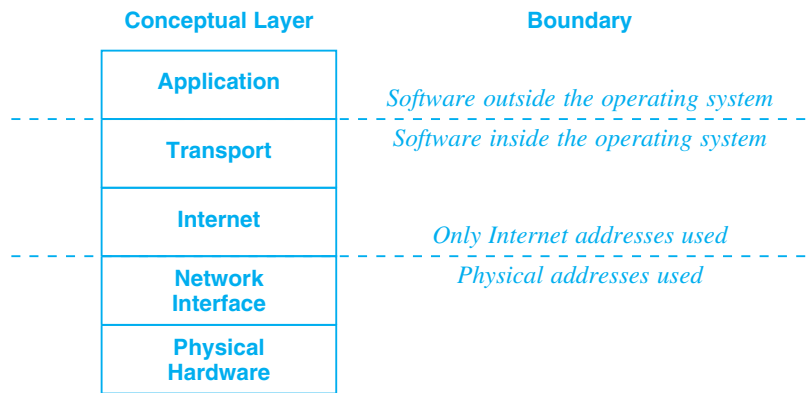 Conceptual Layer
Boundary
Application
Software outside the operating system
Software inside the operating system
Transport
Internet
Only Internet addresses used
Physical addresses used
Network
Interface
Physical
Hardware